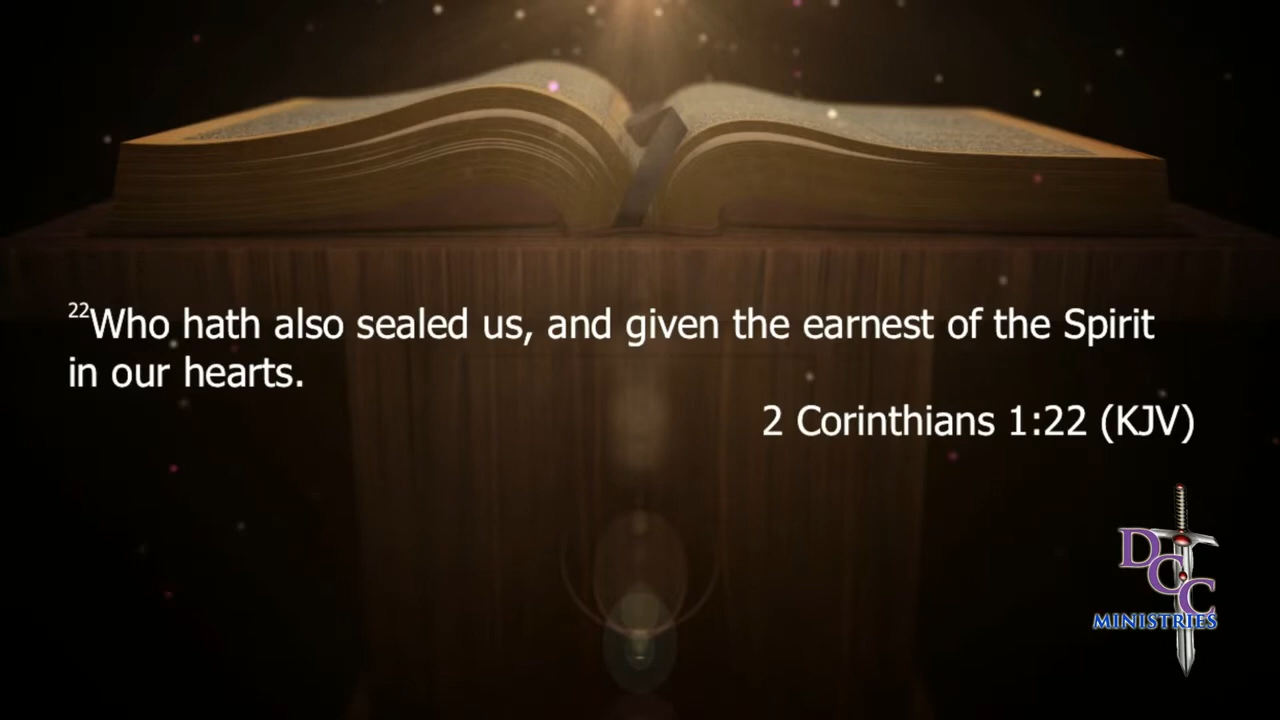 22Who hath also sealed us, and given the earnest of the Spirit
in our hearts.
2 Corinthians 1:22 (KJV)
DCC
MINISTRIES